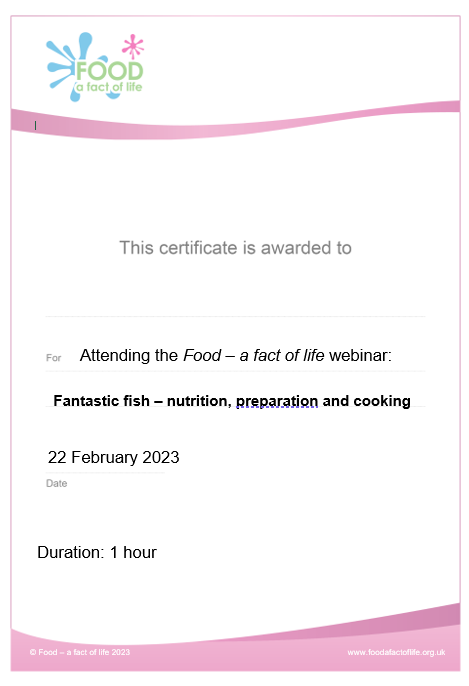 FOOD
a fact of life
This certificate is awarded to
For Attending the Food – a fact of life webinar:
Fantastic fish – nutrition, preparation and cooking
22 February 2023
Date
Duration: 1 hour
© Food – a fact of life 2023 www.foodafactoflife.org.uk